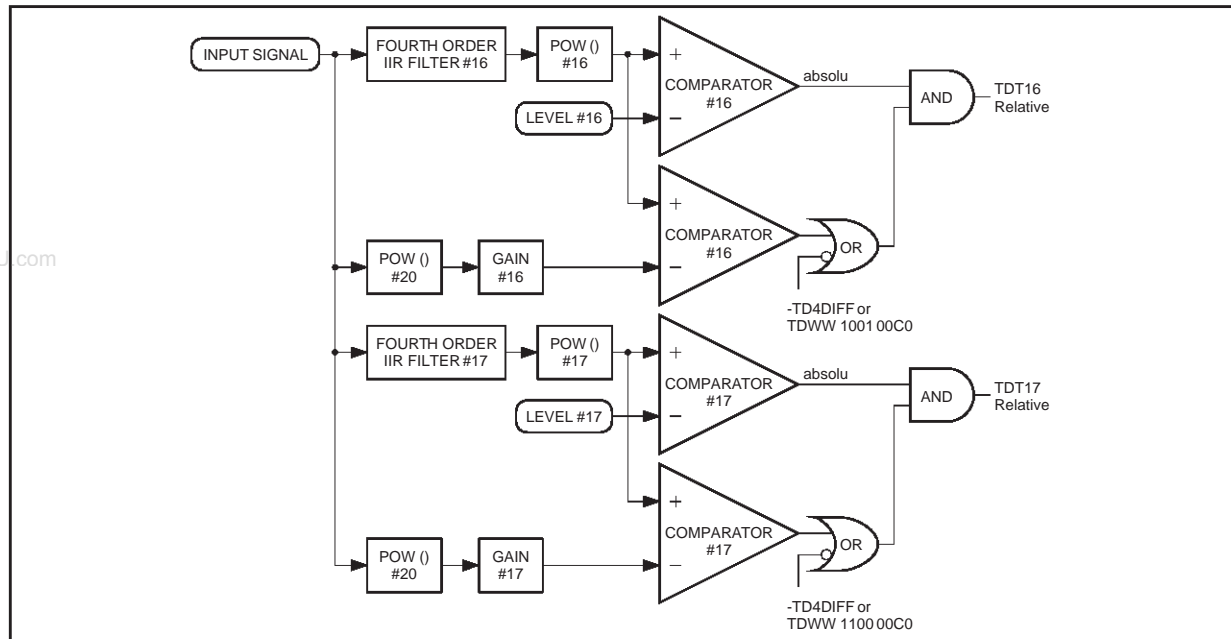 INPUT SIGNAL
FOURTH ORDER
IIR FILTER #16
POW ()
#16
+
COMPARATOR
#16
−
absolu
AND
TDT16
Relative
LEVEL #16
+
COMPARATOR
#16
−
OR
POW ()
#20
GAIN
#16
-TD4DIFF or
TDWW 1001 00C0
FOURTH ORDER
IIR FILTER #17
POW ()
#17
+
COMPARATOR
#17
−
absolu
AND
TDT17
Relative
LEVEL #17
+
COMPARATOR
#17
−
OR
POW ()
#20
GAIN
#17
-TD4DIFF or
TDWW 1100 00C0
.com